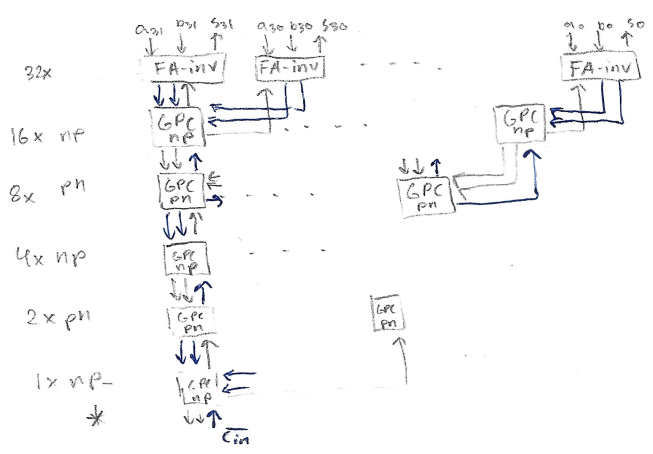 a31 b31 s31 a30 b30 s30 a0 b0 s0
32x FA-inv FA-inv FA-inv
16x np GPC np GPC np
8x pn GPC pn GPC pn
4x np GPC np
2x pn GPC pn GPC pn
1x np GPC np
*
Cin